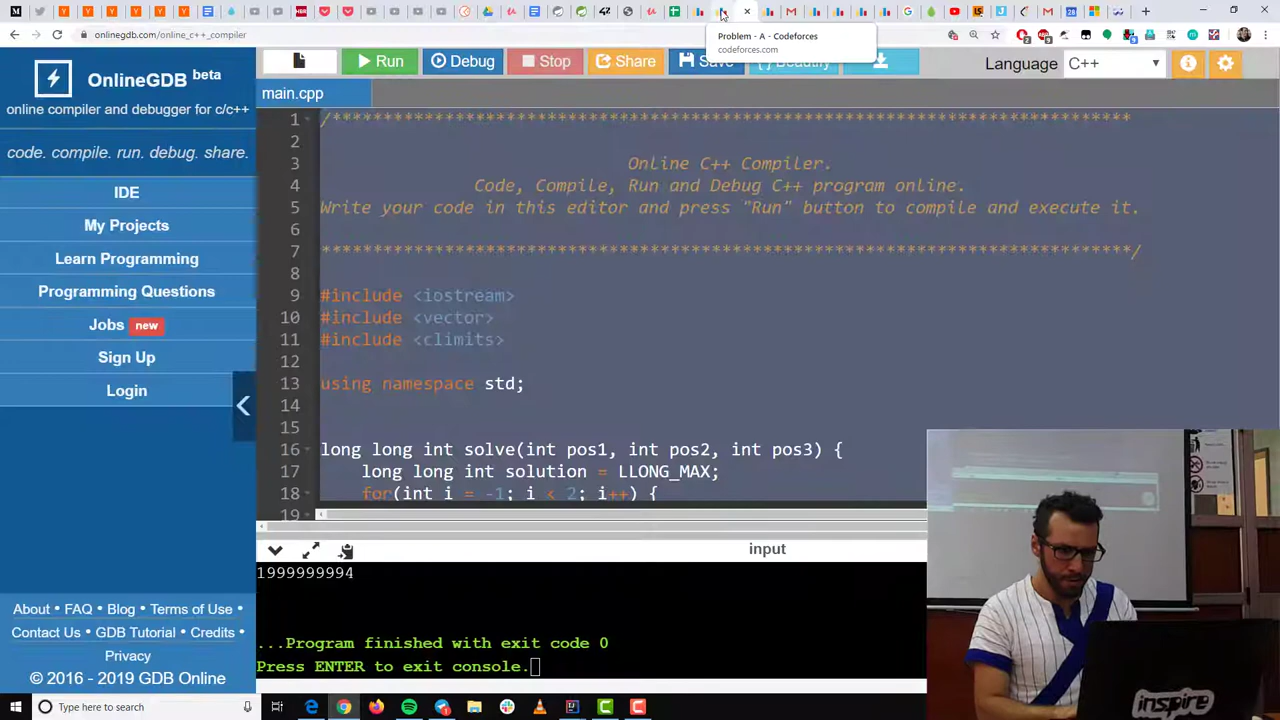 onlinegdb.com/online_c++_compiler
Problem - A - Codeforces
codeforces.com
OnlineGDB beta
online compiler and debugger for c/c++
code. compile. run. debug. share.
IDE
My Projects
Learn Programming
Programming Questions
Jobs new
Sign Up
Login
About • FAQ • Blog • Terms of Use •
Contact Us • GDB Tutorial • Credits •
Privacy
© 2016 - 2019 GDB Online
Run
Debug
Stop
Share
Save
{ } Beautify
Language
C++
main.cpp
1 /******************************************************************************
2
3 Online C++ Compiler.
4 Code, Compile, Run and Debug C++ program online.
5 Write your code in this editor and press "Run" button to compile and execute it.
6
7 *******************************************************************************/
8
9 #include <iostream>
10 #include <vector>
11 #include <climits>
12
13 using namespace std;
14
15
16 long long int solve(int pos1, int pos2, int pos3) {
17 long long int solution = LLONG_MAX;
18 for(int i = -1; i < 2; i++) {
19
input
1999999994
...Program finished with exit code 0
Press ENTER to exit console.
inspire
Type here to search